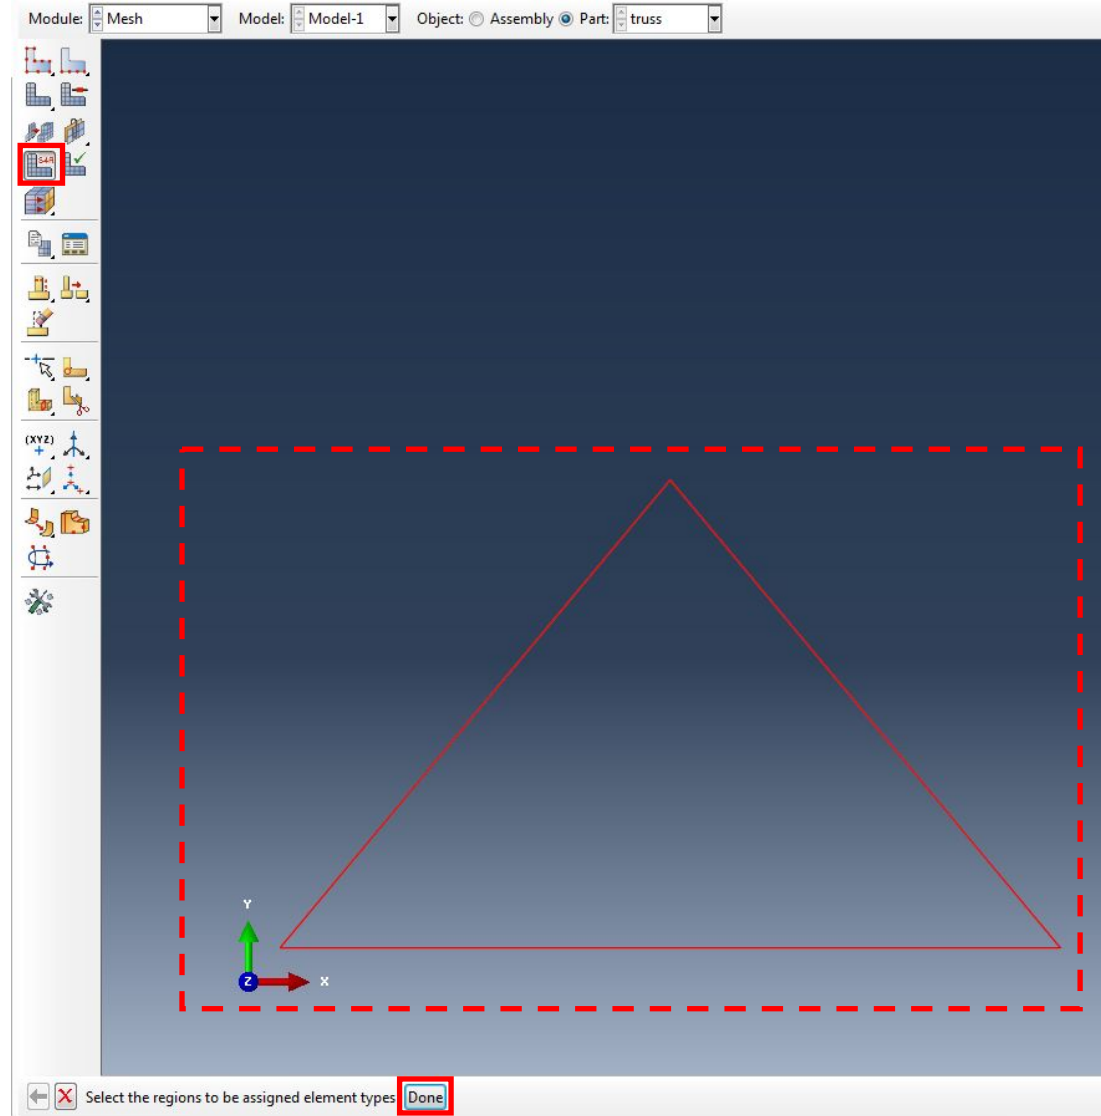 Module: Mesh Model: Model-1 Object: Assembly Part: truss
S4R
(XYZ)
Y
Z X
Select the regions to be assigned element types Done